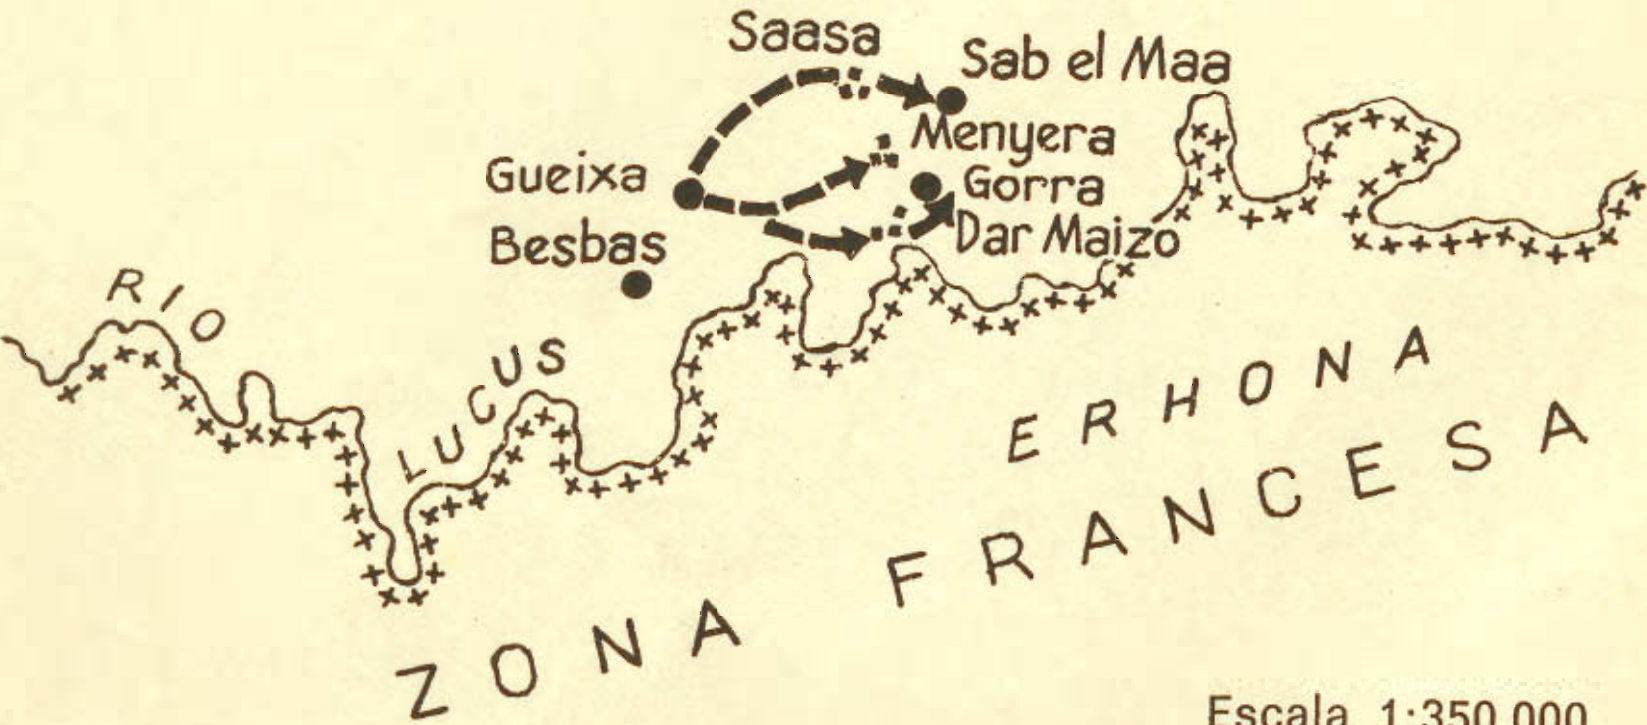 Saasa
Sab el Maa
Menyera
Gueixa
Gorra
Besbas
Dar Maizo
RIO
LUCUS
ERHONA
ZONA FRANCESA
Escala 1:350.000